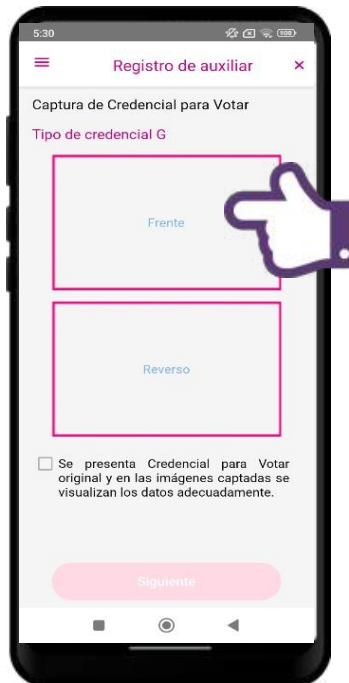 5:30
100
Registro de auxiliar
Captura de Credencial para Votar
Tipo de credencial G
Frente
Reverso
Se presenta Credencial para Votar
original y en las imágenes captadas se
visualizan los datos adecuadamente.
Siguiente